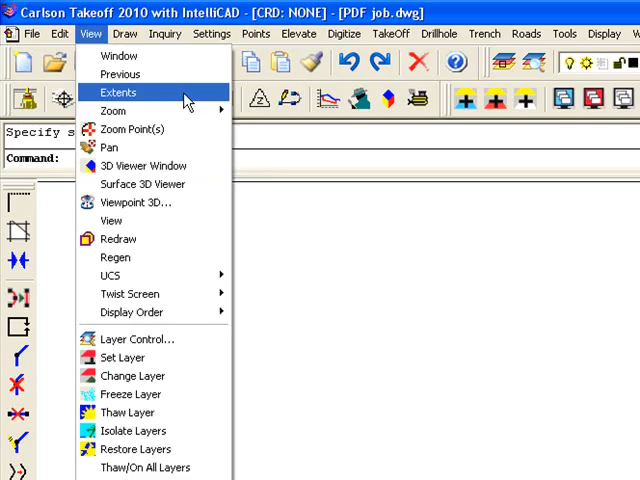 Carlson Takeoff 2010 with IntelliCAD - [CRD: NONE] - [PDF job.dwg]
File Edit View Draw Inquiry Settings Points Elevate Digitize TakeOff Drillhole Trench Roads Tools Display
Window
Previous
Extents
Zoom
Zoom Point(s)
Pan
3D Viewer Window
Surface 3D Viewer
Viewpoint 3D...
View
Redraw
Regen
UCS
Twist Screen
Display Order
Layer Control...
Set Layer
Change Layer
Freeze Layer
Thaw Layer
Isolate Layers
Restore Layers
Thaw/On All Layers
Specify s
Command: